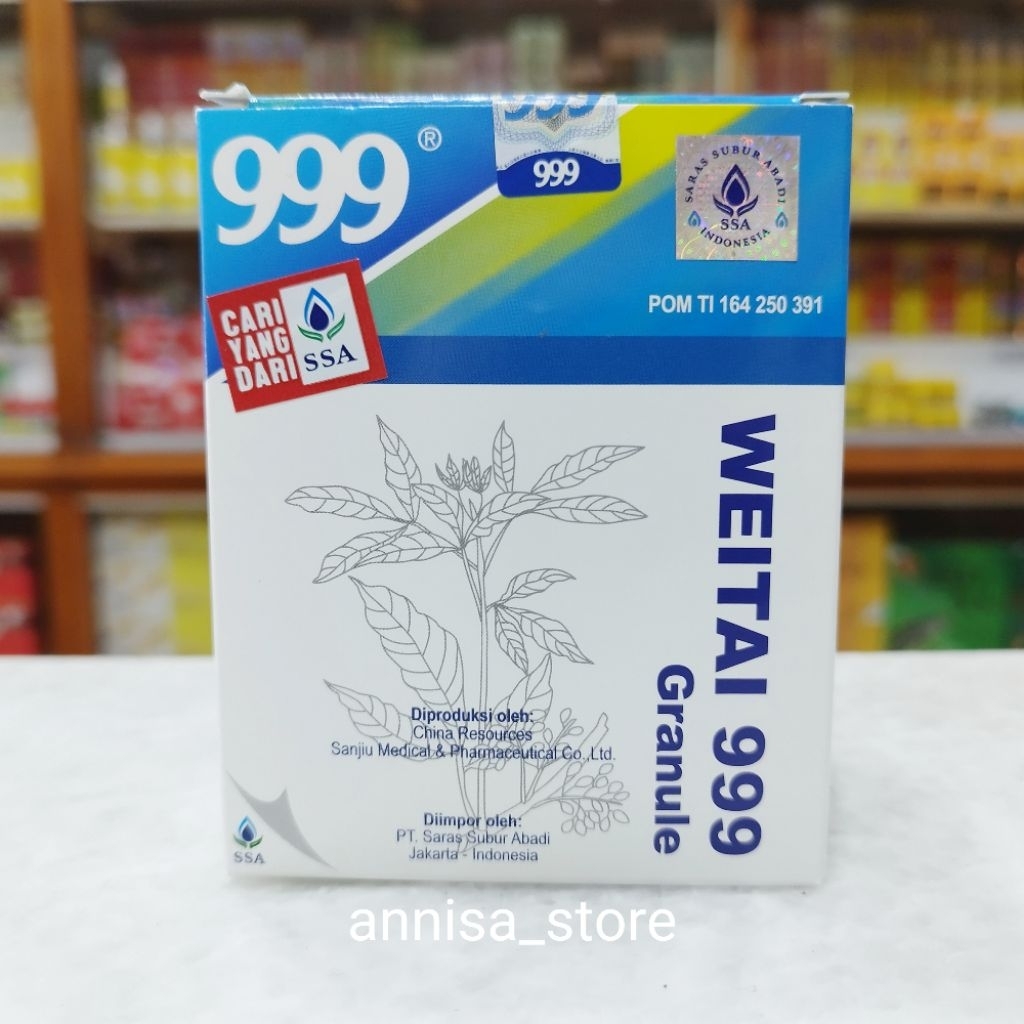 999®
999
SARAS SUBUR ABADI
SSA
INDONESIA
POM TI 164 250 391
CARI
YANG
DARI
SSA
WEITAI 999
Granule
Diproduksi oleh:
China Resources
Sanjiu Medical & Pharmaceutical Co.,Ltd.
Diimpor oleh:
PT. Saras Subur Abadi
Jakarta - Indonesia
SSA
annisa_store